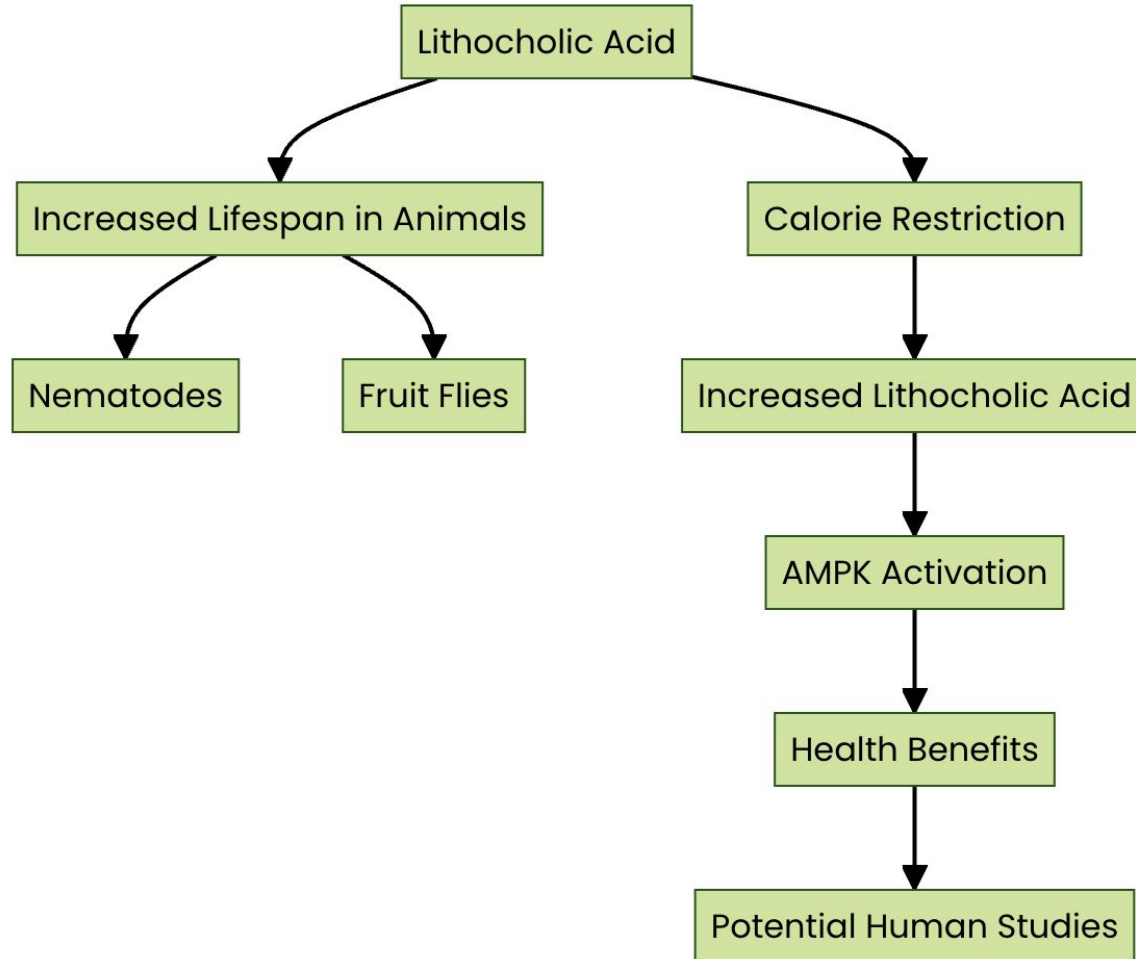 Lithocholic Acid
Increased Lifespan in Animals
Calorie Restriction
Nematodes
Fruit Flies
Increased Lithocholic Acid
AMPK Activation
Health Benefits
Potential Human Studies